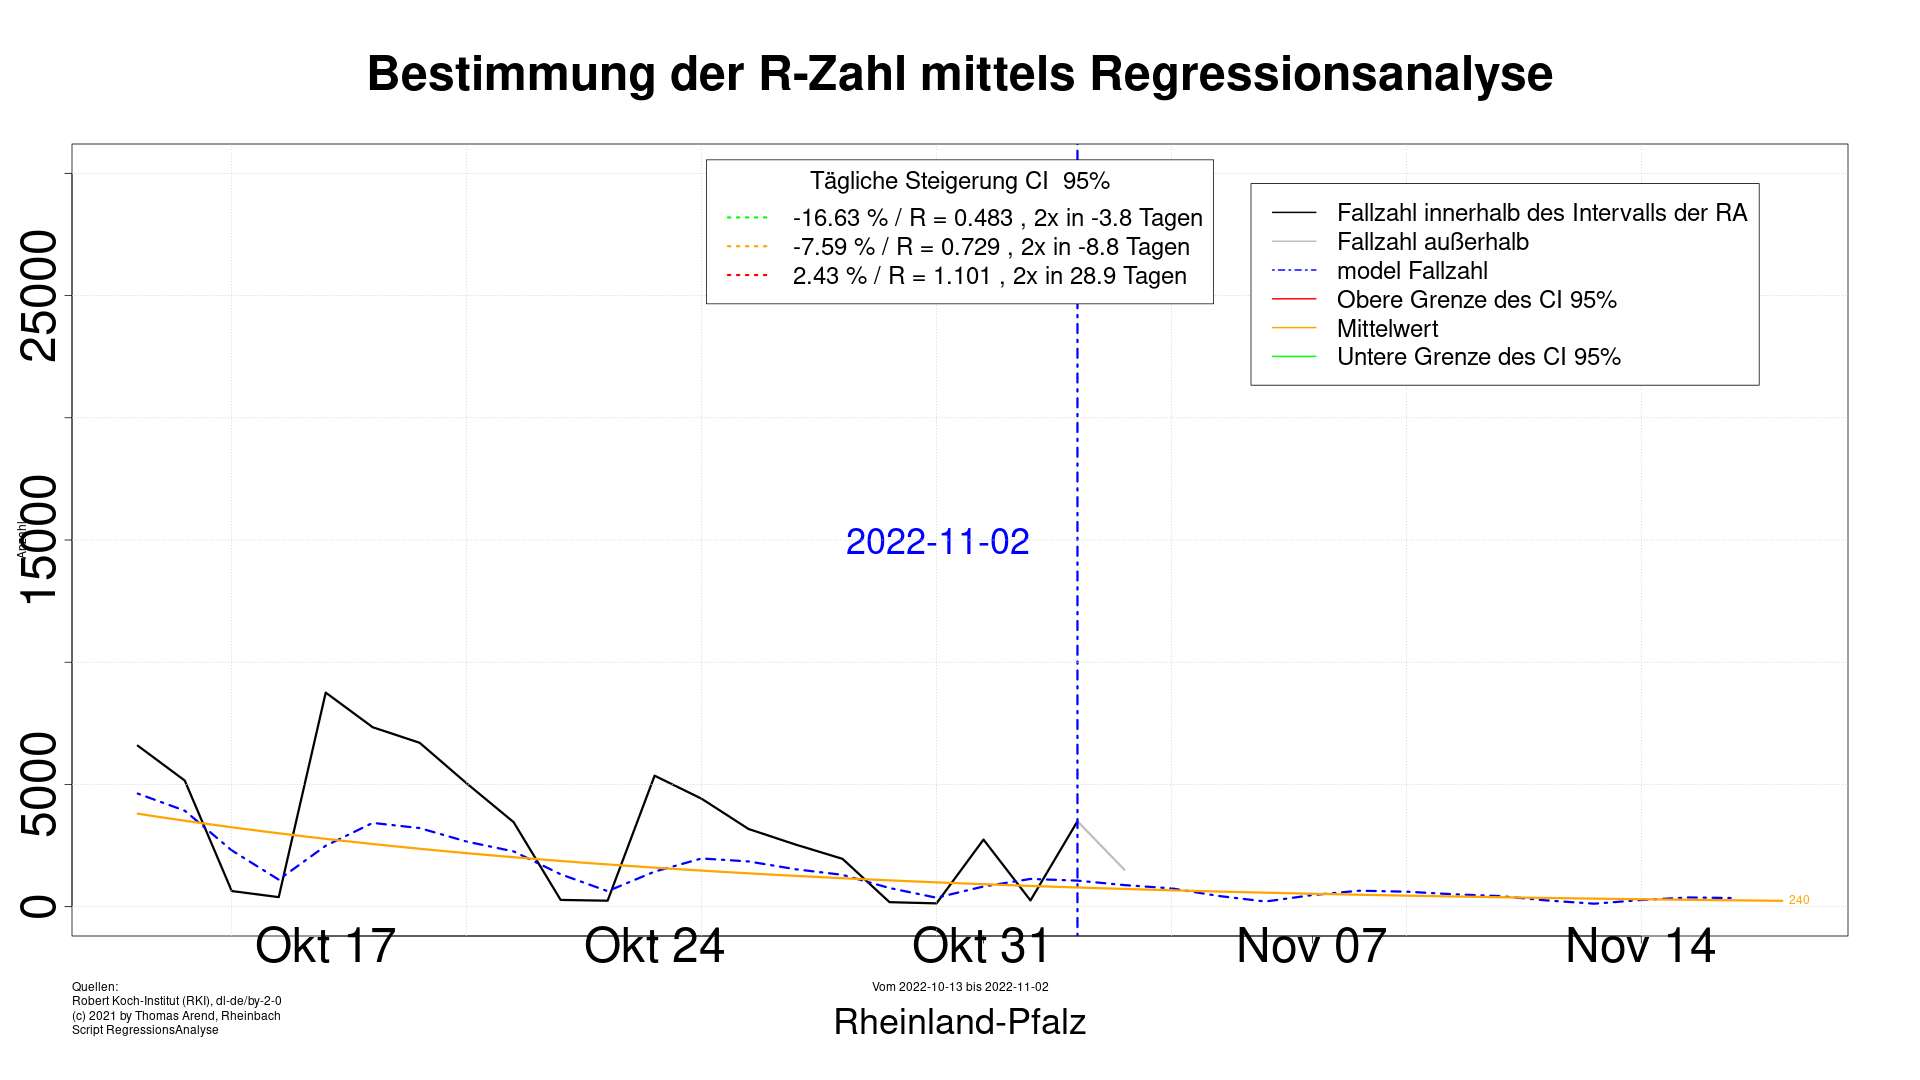 Bestimmung der R-Zahl mittels Regressionsanalyse
Tägliche Steigerung CI  95%
-16.63 % / R = 0.483 , 2x in -3.8 Tagen
-7.59 % / R = 0.729 , 2x in -8.8 Tagen
2.43 % / R = 1.101 , 2x in 28.9 Tagen
Fallzahl innerhalb des Intervalls der RA
Fallzahl außerhalb
model Fallzahl
Obere Grenze des CI 95%
Mittelwert
Untere Grenze des CI 95%
25000
15000
5000
0
Anzahl
2022-11-02
240
Okt 17
Okt 24
Okt 31
Nov 07
Nov 14
Quellen:
Robert Koch-Institut (RKI), dl-de/by-2-0
(c) 2021 by Thomas Arend, Rheinbach
Script RegressionsAnalyse
Vom 2022-10-13 bis 2022-11-02
Rheinland-Pfalz